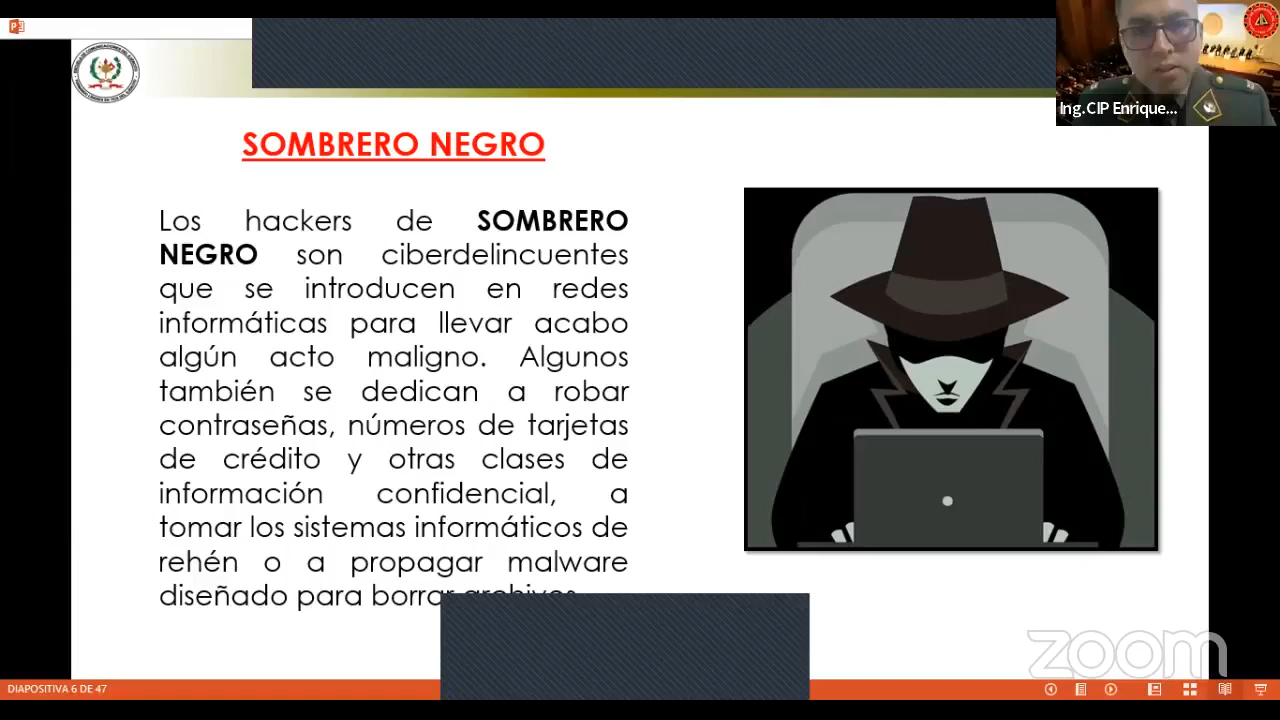 Ing.CIP Enrique...
SOMBRERO NEGRO
Los hackers de SOMBRERO
NEGRO son ciberdelincuentes
que se introducen en redes
informáticas para llevar acabo
algún acto maligno. Algunos
también se dedican a robar
contraseñas, números de tarjetas
de crédito y otras clases de
información confidencial, a
tomar los sistemas informáticos de
rehén o a propagar malware
diseñado para borrar archivos.
zoom
DIAPOSITIVA 6 DE 47